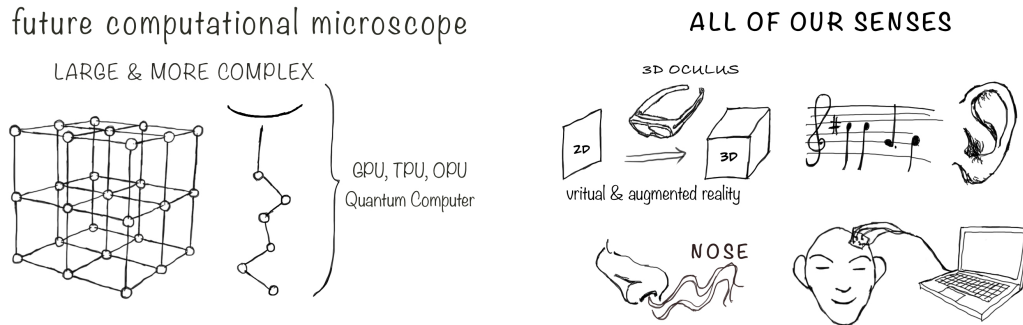 future computational microscope
LARGE & MORE COMPLEX
GPU, TPU, OPU
Quantum Computer
ALL OF OUR SENSES
3D OCULUS
2D
3D
vritual & augmented reality
NOSE